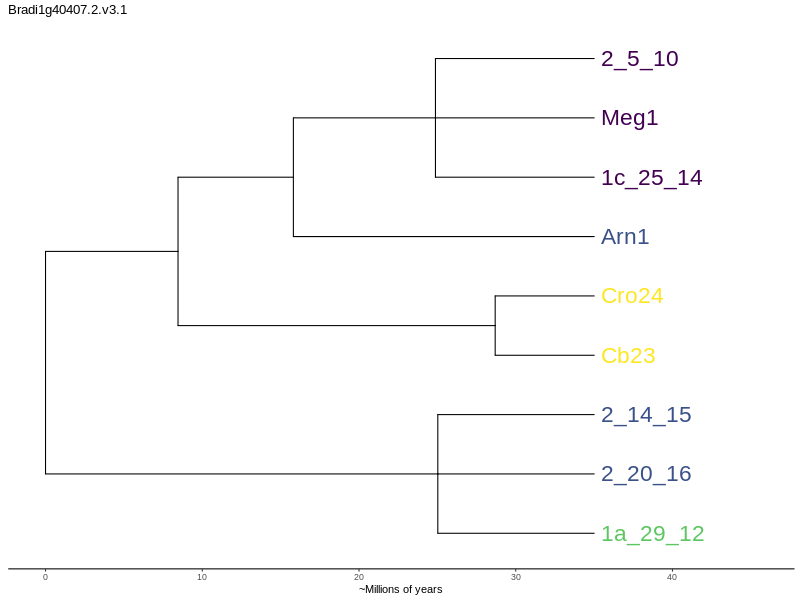 Bradi1g40407.2.v3.1
2_5_10
Meg1
1c_25_14
Arn1
Cro24
Cb23
2_14_15
2_20_16
1a_29_12
0 10 20 30 40
~Millions of years